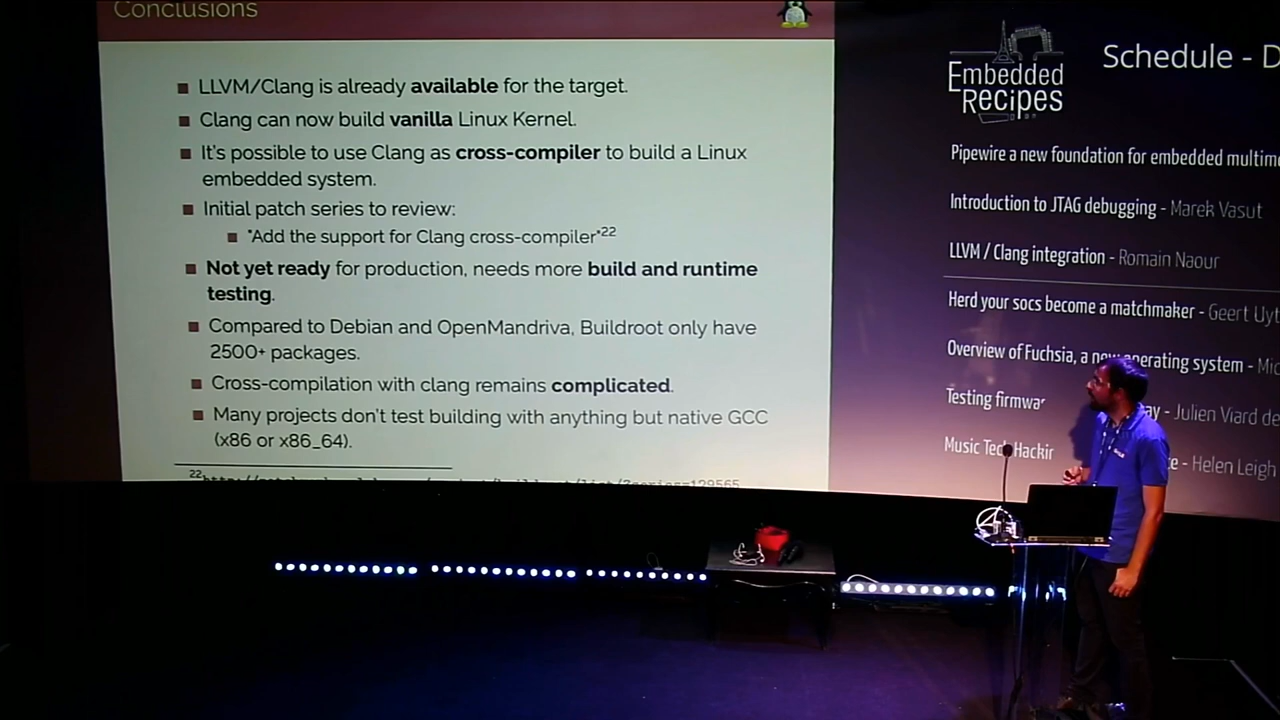 Conclusions
LLVM/Clang is already available for the target.
Clang can now build vanilla Linux Kernel.
It's possible to use Clang as cross-compiler to build a Linux
embedded system.
Initial patch series to review:
"Add the support for Clang cross-compiler"22
Not yet ready for production, needs more build and runtime
testing.
Compared to Debian and OpenMandriva, Buildroot only have
2500+ packages.
Cross-compilation with clang remains complicated.
Many projects don't test building with anything but native GCC
(x86 or x86_64).
22
Embedded
Recipes
Schedule - D
Pipewire a new foundation for embedded multime
Introduction to JTAG debugging - Marek Vasut
LLVM / Clang integration - Romain Naour
Herd your socs become a matchmaker - Geert Uyt
Overview of Fuchsia, a new operating system - Mic
Testing firmwar ay - Julien Viard de
Music Tech Hackin ce - Helen Leigh